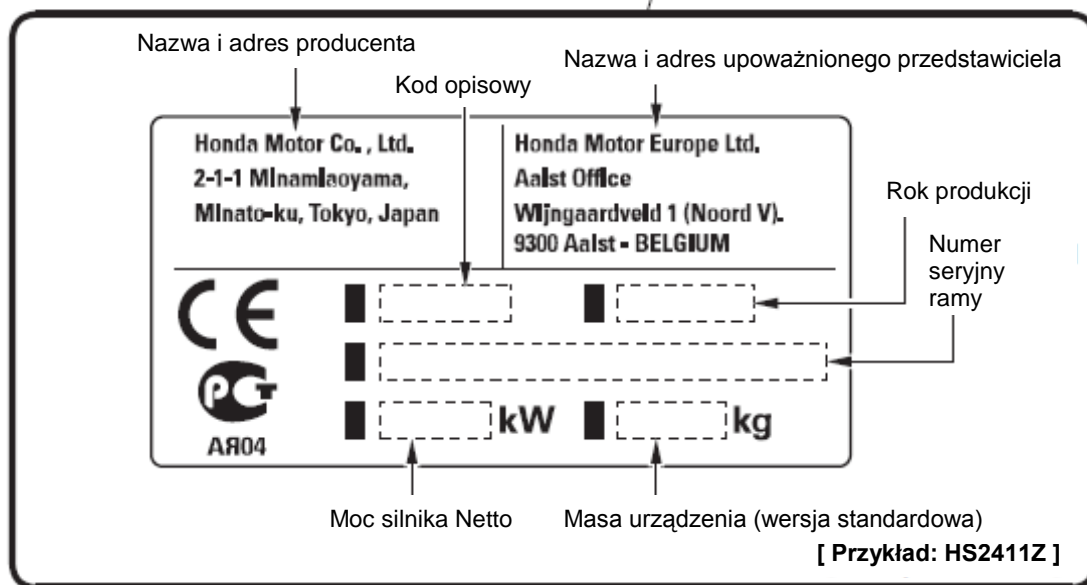 Nazwa i adres producenta
Nazwa i adres upoważnionego przedstawiciela
Kod opisowy
Honda Motor Co., Ltd.
2-1-1 Minamiaoyama,
Minato-ku, Tokyo, Japan
Honda Motor Europe Ltd.
Aalst Office
Wijngaardveld 1 (Noord V).
9300 Aalst - BELGIUM
Rok produkcji
Numer
seryjny
ramy
CE
РСТ
АЯ04
kW
kg
Moc silnika Netto
Masa urządzenia (wersja standardowa)
[ Przykład: HS2411Z ]